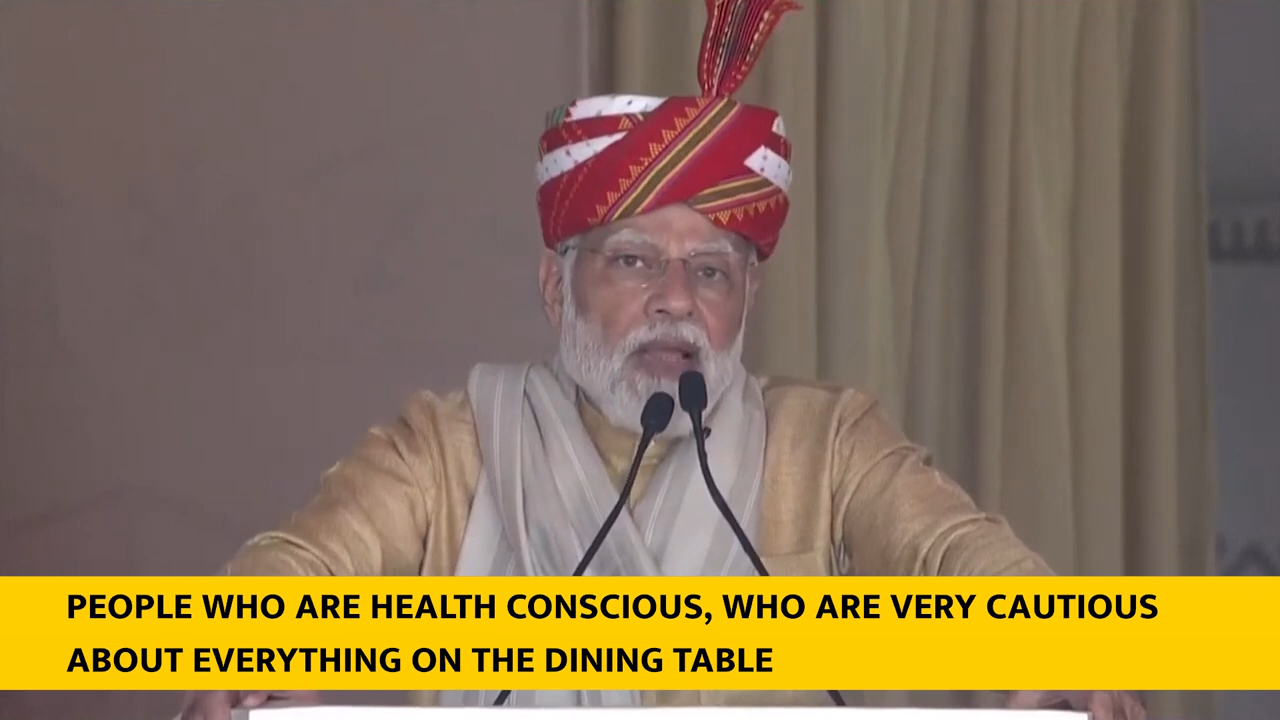 PEOPLE WHO ARE HEALTH CONSCIOUS, WHO ARE VERY CAUTIOUS
ABOUT EVERYTHING ON THE DINING TABLE